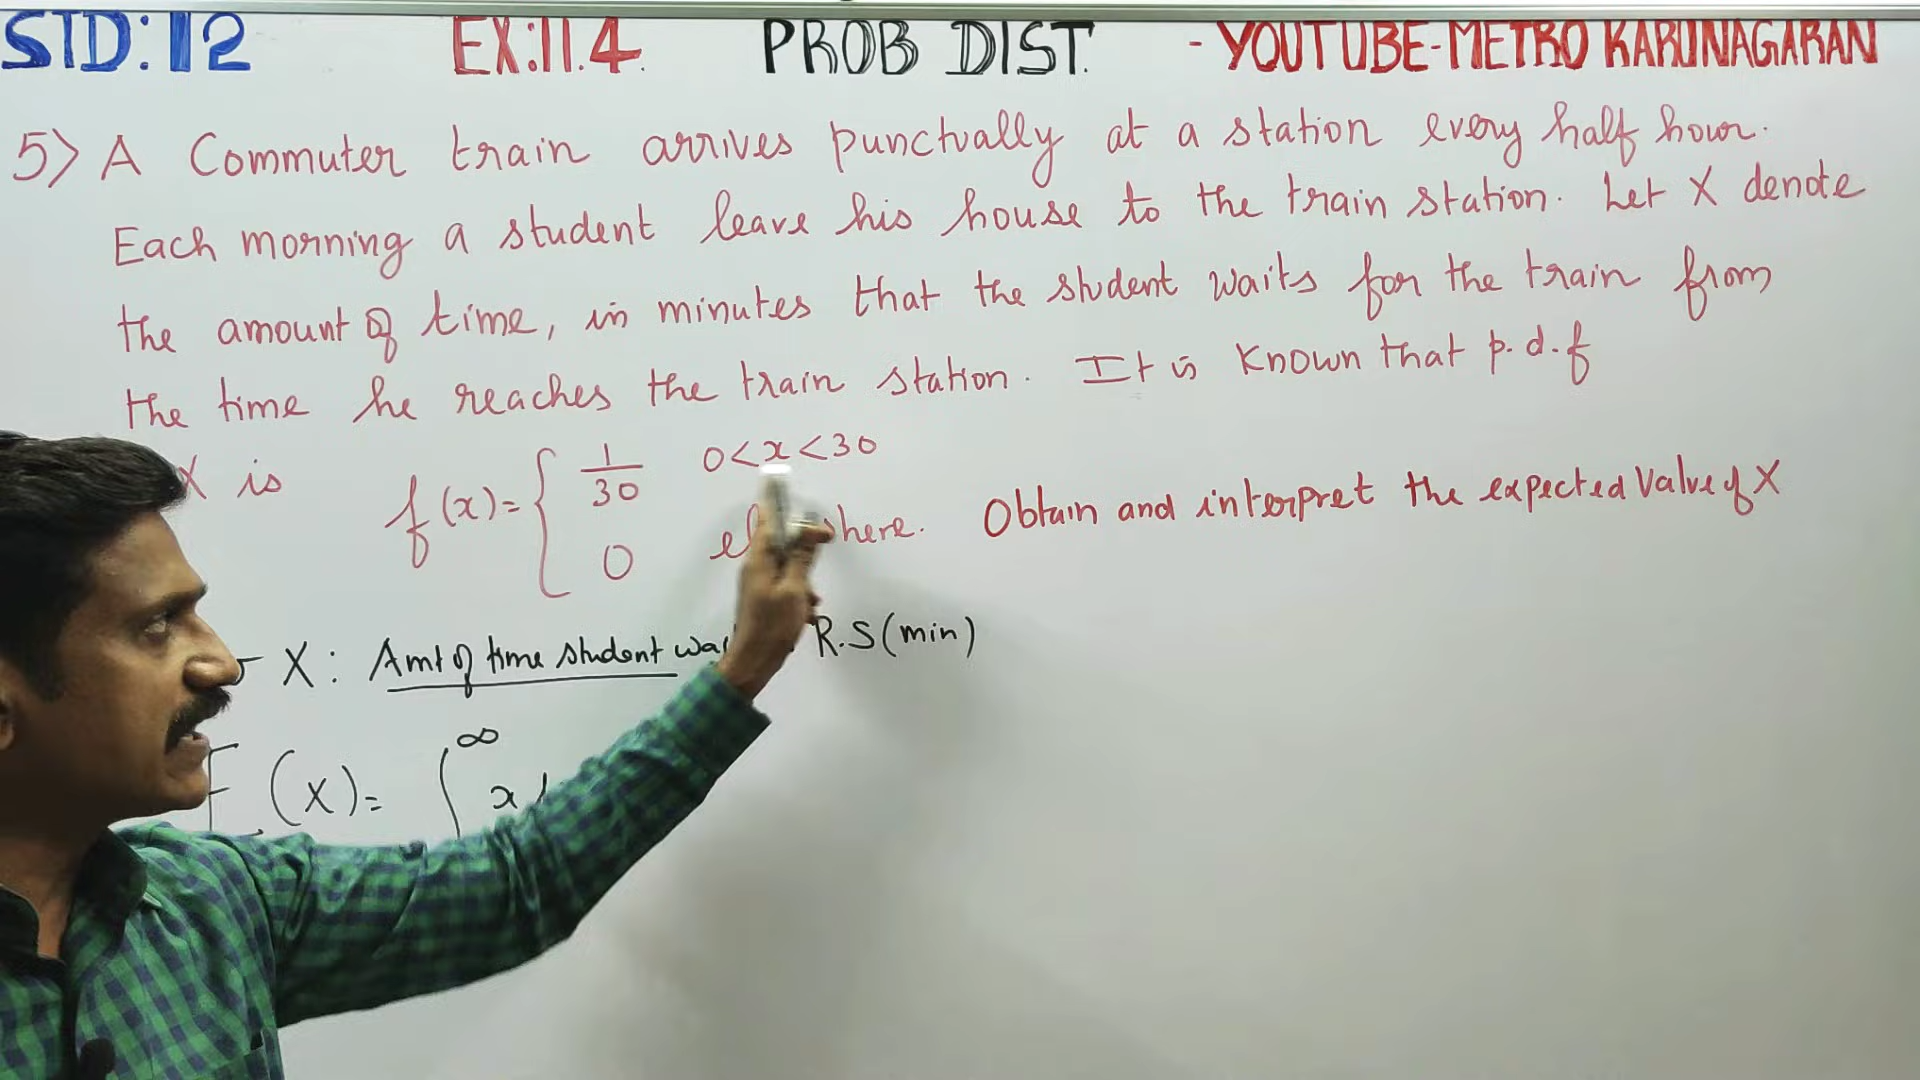 STD:12 EX:11.4. PROB DIST. - YOUTUBE-METRO KARUNAGARAN
5) A Commuter train arrives punctually at a station every half hour.
Each morning a student leave his house to the train station. Let X denote
the amount of time, in minutes that the student waits for the train from
the time he reaches the train station. It is known that p.d.f
X is f(x)= { 1/30 0<x<30
0 here. Obtain and interpret the expected Value of X
X: Amt of time student R.S(min)
E(X)= ∫ ∞ x